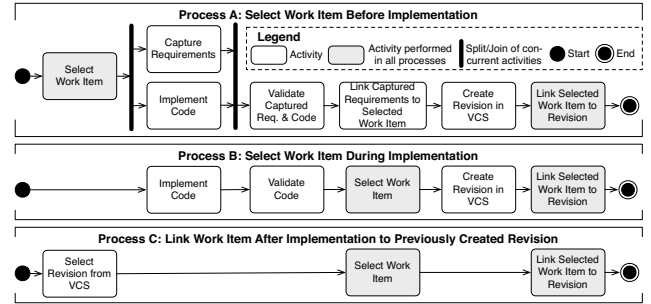 Process A: Select Work Item Before Implementation
Select
Work Item
Capture
Requirements
Implement
Code
Legend
Activity
Activity performed
in all processes
Split/Join of con-
current activities
Start
End
Validate
Captured
Req. & Code
Link Captured
Requirements to
Selected
Work Item
Create
Revision in
VCS
Link Selected
Work Item to
Revision
Process B: Select Work Item During Implementation
Implement
Code
Validate
Code
Select Work
Item
Create
Revision in
VCS
Link Selected
Work Item to
Revision
Process C: Link Work Item After Implementation to Previously Created Revision
Select
Revision from
VCS
Select Work
Item
Link Selected
Work Item to
Revision